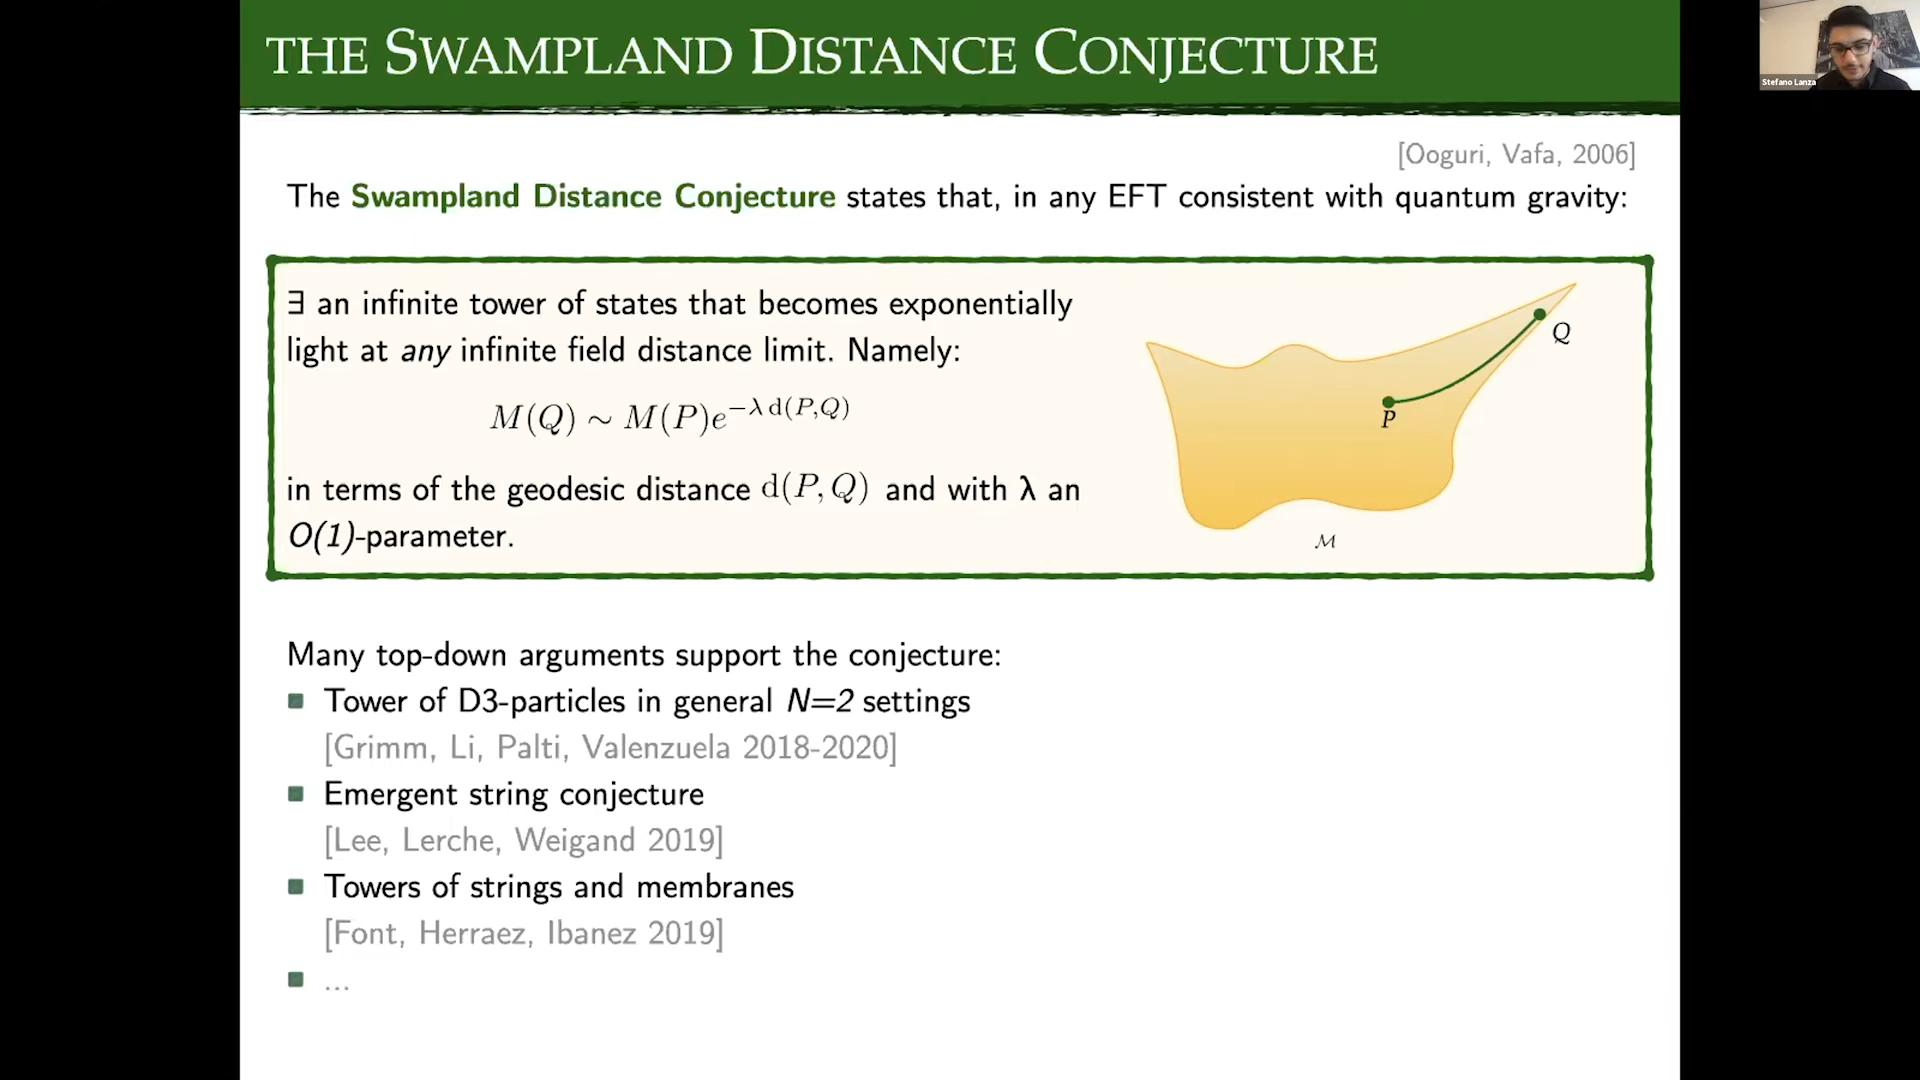 THE SWAMPLAND DISTANCE CONJECTURE
Stefano Lanza
[Ooguri, Vafa, 2006]
The Swampland Distance Conjecture states that, in any EFT consistent with quantum gravity:
∃ an infinite tower of states that becomes exponentially
light at any infinite field distance limit. Namely:
M(Q) ∼ M(P)e^{−λ d(P,Q)}
in terms of the geodesic distance d(P, Q) and with λ an
O(1)-parameter.
Q
P
ℳ
Many top-down arguments support the conjecture:
Tower of D3-particles in general N=2 settings
[Grimm, Li, Palti, Valenzuela 2018-2020]
Emergent string conjecture
[Lee, Lerche, Weigand 2019]
Towers of strings and membranes
[Font, Herraez, Ibanez 2019]
...